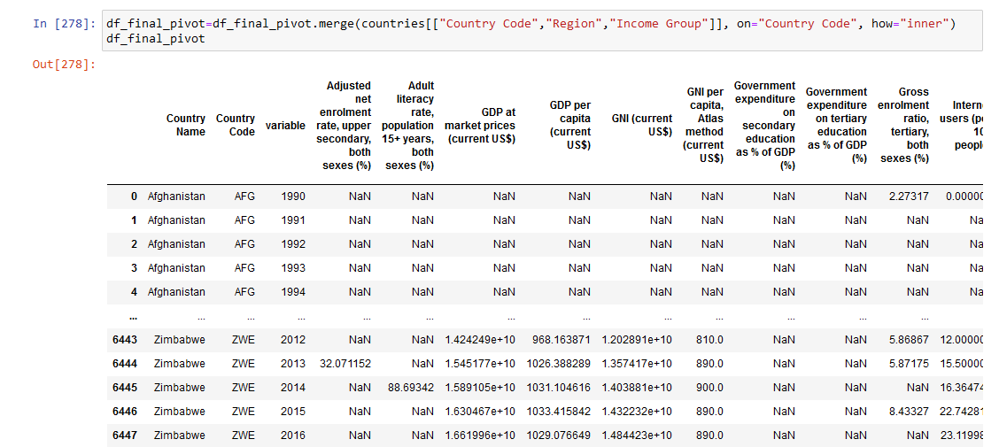 In [278]: df_final_pivot=df_final_pivot.merge(countries[["Country Code","Region","Income Group"]], on="Country Code", how="inner")
df_final_pivot
Out[278]:
Country Name Country Code variable Adjusted net enrolment rate, upper secondary, both sexes (%) Adult literacy rate, population 15+ years, both sexes (%) GDP at market prices (current US$) GDP per capita (current US$) GNI (current US$) GNI per capita, Atlas method (current US$) Government expenditure on secondary education as % of GDP (%) Government expenditure on tertiary education as % of GDP (%) Gross enrolment ratio, tertiary, both sexes (%) Intern users (p 10 peopl
0 Afghanistan AFG 1990 NaN NaN NaN NaN NaN NaN NaN NaN 2.27317 0.0000
1 Afghanistan AFG 1991 NaN NaN NaN NaN NaN NaN NaN NaN NaN Na
2 Afghanistan AFG 1992 NaN NaN NaN NaN NaN NaN NaN NaN NaN Na
3 Afghanistan AFG 1993 NaN NaN NaN NaN NaN NaN NaN NaN NaN Na
4 Afghanistan AFG 1994 NaN NaN NaN NaN NaN NaN NaN NaN NaN Na
... ... ... ... ... ... ... ... ... ... ... ... ...
6443 Zimbabwe ZWE 2012 NaN NaN 1.424249e+10 968.163871 1.202891e+10 810.0 NaN NaN 5.86867 12.0000
6444 Zimbabwe ZWE 2013 32.071152 NaN 1.545177e+10 1026.388289 1.357417e+10 890.0 NaN NaN 5.87175 15.5000
6445 Zimbabwe ZWE 2014 NaN 88.69342 1.589105e+10 1031.104616 1.403881e+10 900.0 NaN NaN NaN 16.3647
6446 Zimbabwe ZWE 2015 NaN NaN 1.630467e+10 1033.415842 1.432232e+10 890.0 NaN NaN 8.43327 22.7428
6447 Zimbabwe ZWE 2016 NaN NaN 1.661996e+10 1029.076649 1.484423e+10 890.0 NaN NaN NaN 23.1199